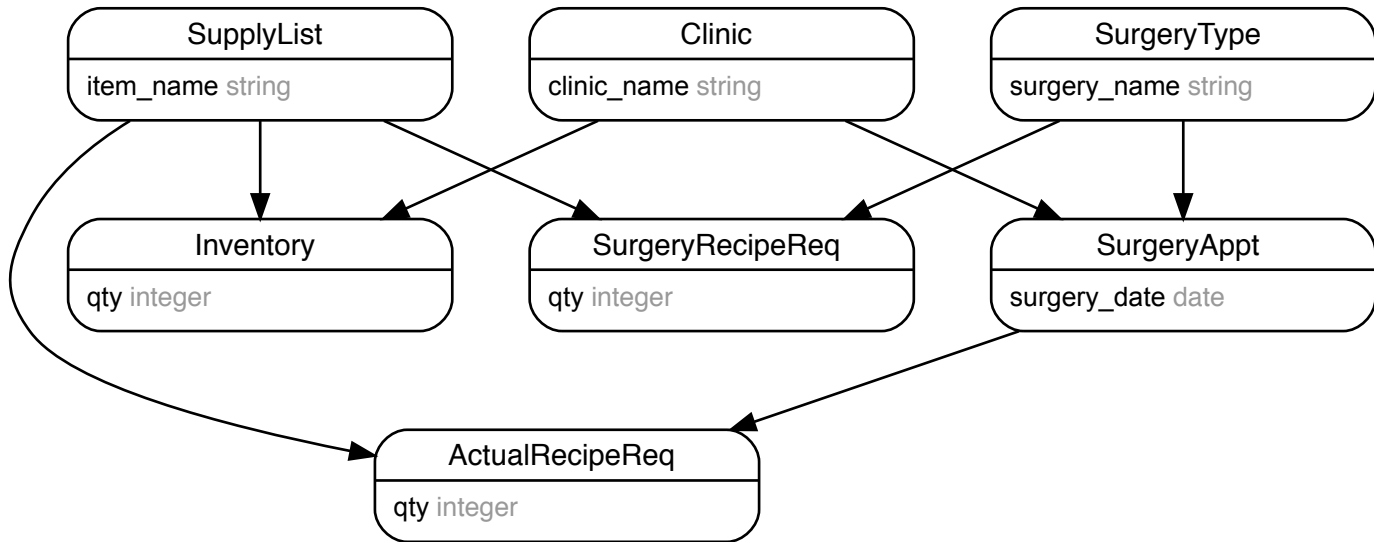 SupplyList
item_name string
Clinic
clinic_name string
SurgeryType
surgery_name string
Inventory
qty integer
SurgeryRecipeReq
qty integer
SurgeryAppt
surgery_date date
ActualRecipeReq
qty integer